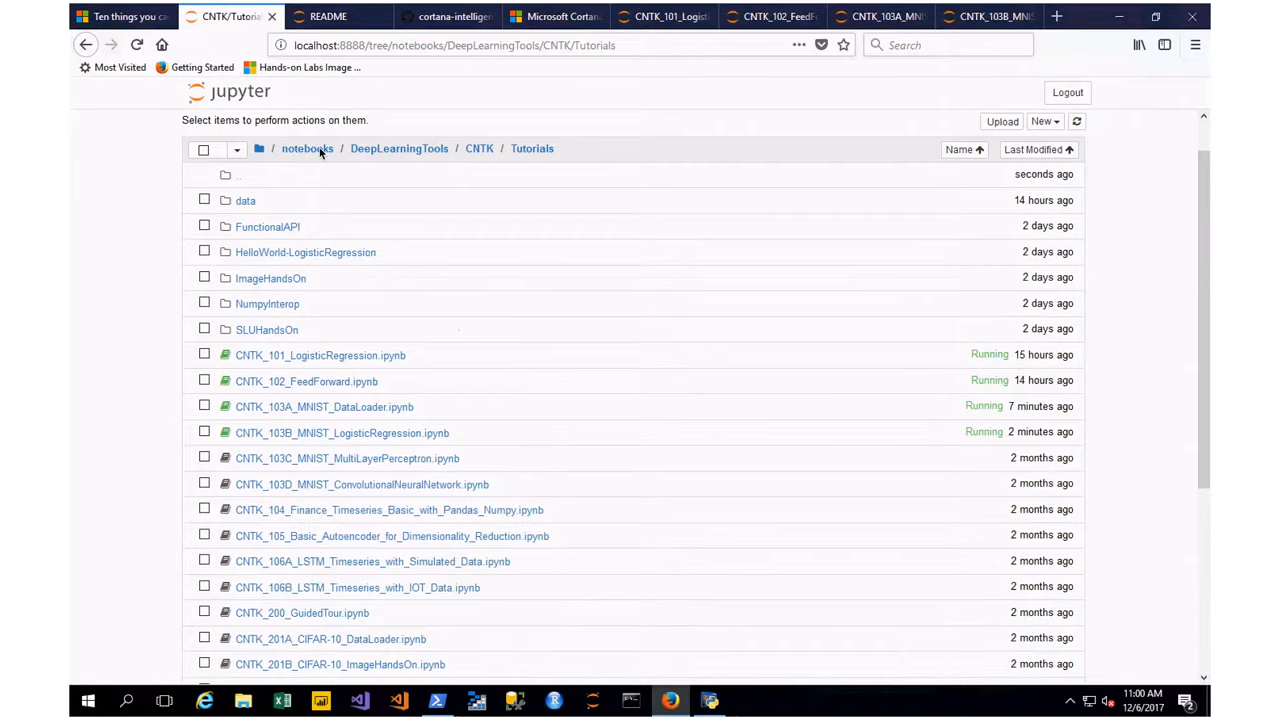 Ten things you can
CNTK/Tutorial
README
cortana-intelligen
Microsoft Cortana
CNTK_101_Logisti
CNTK_102_FeedF
CNTK_103A_MNI
CNTK_103B_MNIS
localhost:8888/tree/notebooks/DeepLearningTools/CNTK/Tutorials
Search
Most Visited Getting Started Hands-on Labs Image ...
jupyter Logout
Select items to perform actions on them. Upload New
/ notebooks / DeepLearningTools / CNTK / Tutorials Name Last Modified
.. seconds ago
data 14 hours ago
FunctionalAPI 2 days ago
HelloWorld-LogisticRegression 2 days ago
ImageHandsOn 2 days ago
NumpyInterop 2 days ago
SLUHandsOn 2 days ago
CNTK_101_LogisticRegression.ipynb Running 15 hours ago
CNTK_102_FeedForward.ipynb Running 14 hours ago
CNTK_103A_MNIST_DataLoader.ipynb Running 7 minutes ago
CNTK_103B_MNIST_LogisticRegression.ipynb Running 2 minutes ago
CNTK_103C_MNIST_MultiLayerPerceptron.ipynb 2 months ago
CNTK_103D_MNIST_ConvolutionalNeuralNetwork.ipynb 2 months ago
CNTK_104_Finance_Timeseries_Basic_with_Pandas_Numpy.ipynb 2 months ago
CNTK_105_Basic_Autoencoder_for_Dimensionality_Reduction.ipynb 2 months ago
CNTK_106A_LSTM_Timeseries_with_Simulated_Data.ipynb 2 months ago
CNTK_106B_LSTM_Timeseries_with_IOT_Data.ipynb 2 months ago
CNTK_200_GuidedTour.ipynb 2 months ago
CNTK_201A_CIFAR-10_DataLoader.ipynb 2 months ago
CNTK_201B_CIFAR-10_ImageHandsOn.ipynb 2 months ago
11:00 AM
12/6/2017
2